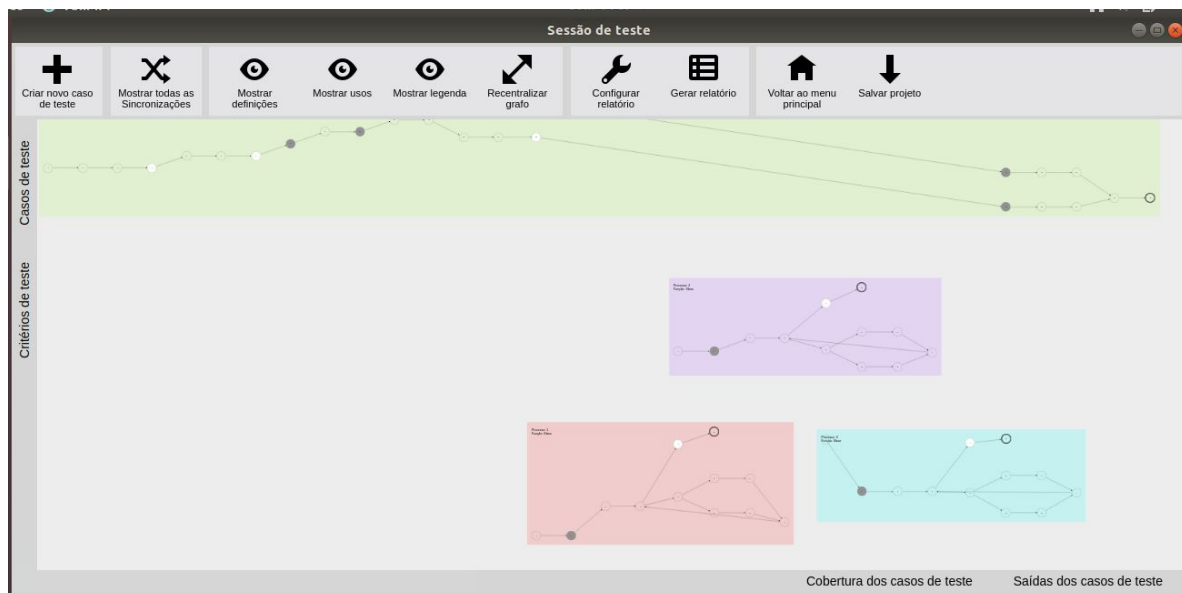 Sessão de teste
Criar novo caso
de teste
Mostrar todas as
Sincronizações
Mostrar
definições
Mostrar usos
Mostrar legenda
Recentralizar
grafo
Configurar
relatório
Gerar relatório
Voltar ao menu
principal
Salvar projeto
Casos de teste
Critérios de teste
Cobertura dos casos de teste
Saídas dos casos de teste